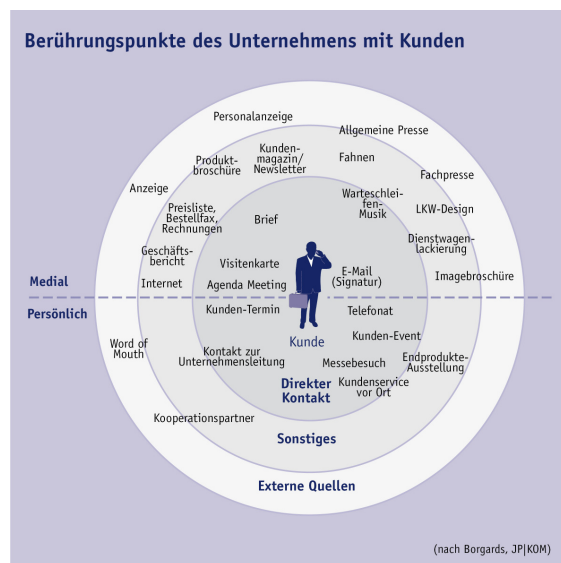 Berührungspunkte des Unternehmens mit Kunden
Personalanzeige
Allgemeine Presse
Kunden-
magazin/
Newsletter
Fahnen
Produkt-
broschüre
Fachpresse
Anzeige
Warteschlei-
fen-
Musik
Preisliste,
Bestellfax,
Rechnungen
Brief
LKW-Design
Dienstwagen-
lackierung
Geschäfts-
bericht
Visitenkarte
E-Mail
(Signatur)
Imagebroschüre
Internet
Agenda Meeting
Medial
Persönlich
Kunden-Termin
Telefonat
Kunde
Kunden-Event
Word of
Mouth
Kontakt zur
Unternehmensleitung
Messebesuch
Endprodukte-
Ausstellung
Direkter
Kontakt
Kundenservice
vor Ort
Kooperationspartner
Sonstiges
Externe Quellen
(nach Borgards, JP|KOM)